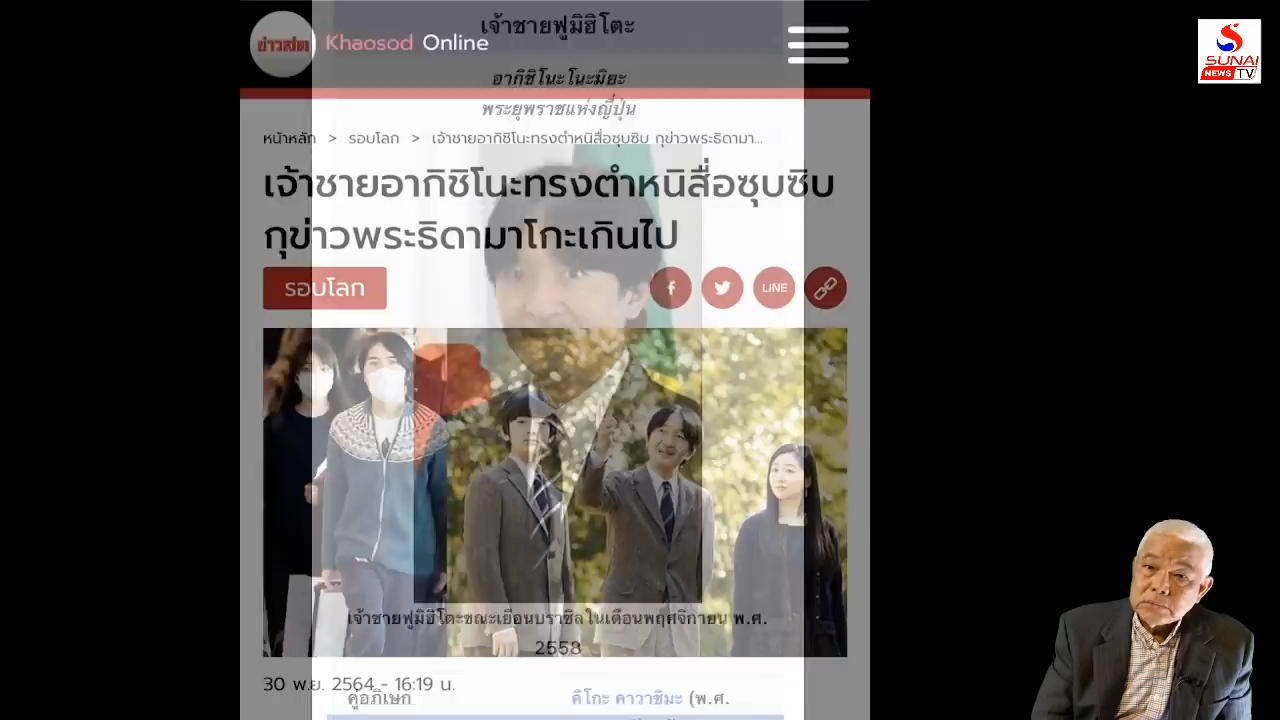 เจ้าชายฟูมิฮิโตะ
ข่าวสด
Khaosod Online
SUNAI
NEWS TV
อากิชิโนะโนะมิยะ
พระยุพราชแห่งญี่ปุ่น
หน้าหลัก > รอบโลก > เจ้าชายอากิชิโนะทรงตำหนิสื่อซุบซิบ กุข่าวพระธิดามา...
เจ้าชายอากิชิโนะทรงตำหนิสื่อซุบซิบ
กุข่าวพระธิดามาโกะเกินไป
รอบโลก
LINE
เจ้าชายฟูมิฮิโตะขณะเยือนบราซิลในเดือนพฤศจิกายน พ.ศ.
2558
30 พ.ย. 2564 - 16:19 น.
คู่อภิเษก คิโกะ คาวาชิมะ (พ.ศ.